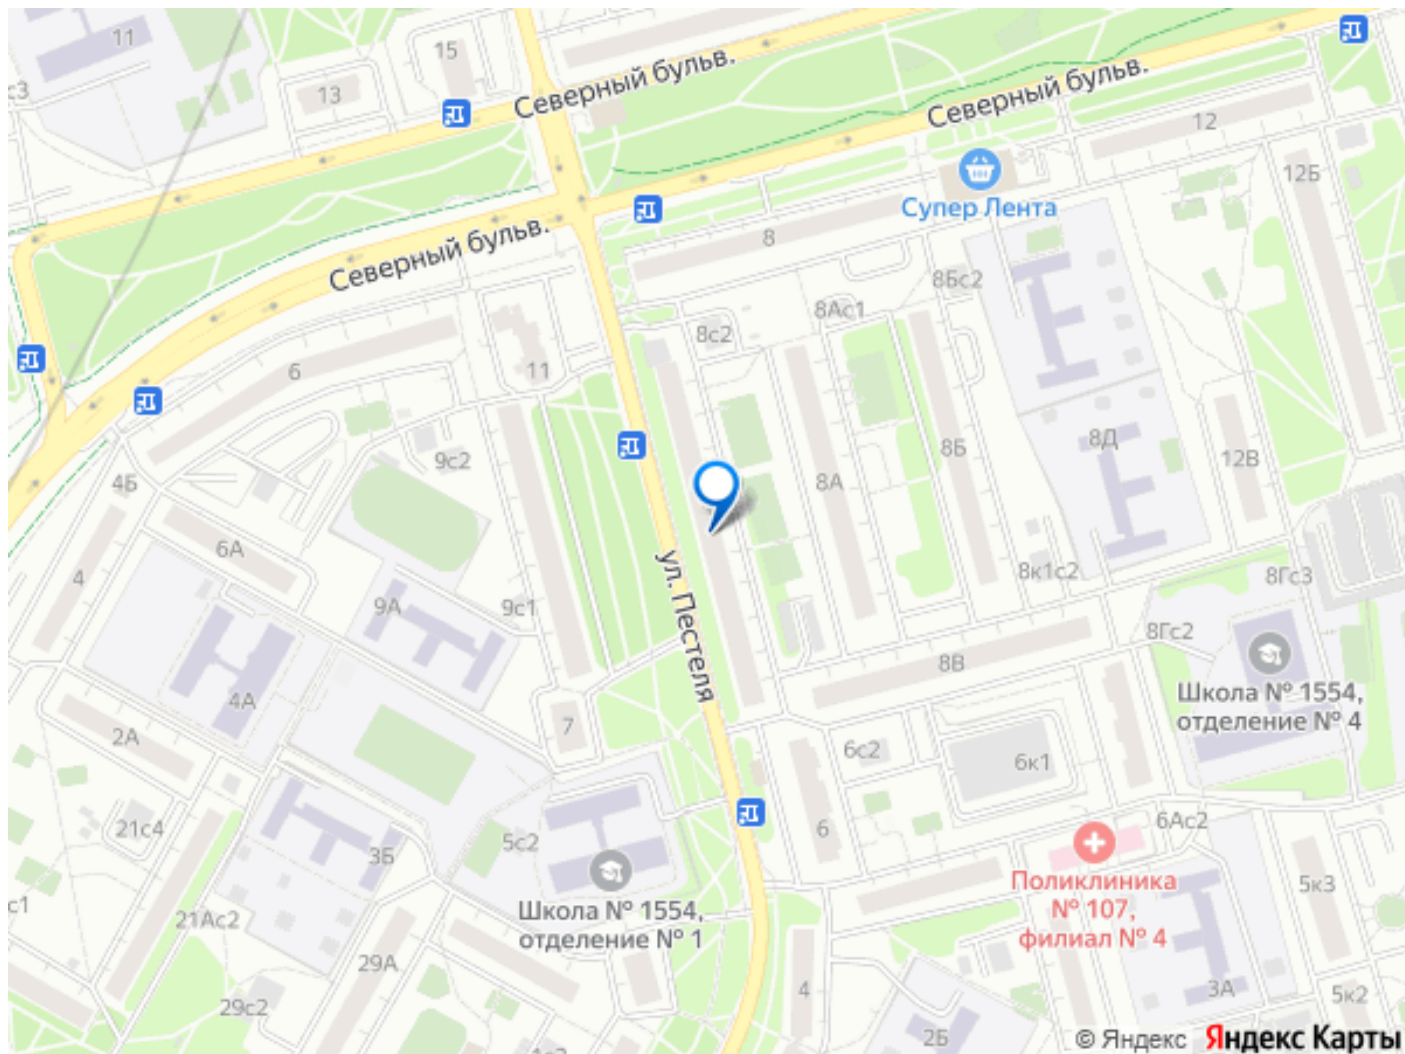 11
15
13
с3
Северный бульв.
Северный бульв.
12
12Б
Супер Лента
Северный бульв.
8
8Бс2
8Ас1
8с2
6
11
9с2
8Б
8А
8Д
12В
4Б
6А
4
9А
9с1
8к1с2
8Гс3
8Гс2
ул. Пестеля
8В
Школа № 1554,
отделение № 4
4А
2А
7
6с2
6к1
6
6Ас2
21с4
3Б
5с2
Поликлиника
№ 107,
филиал № 4
5к3
с1
21Ас2
Школа № 1554,
отделение № 1
29А
29с2
4
3А
5к2
2Б
© Яндекс Яндекс Карты